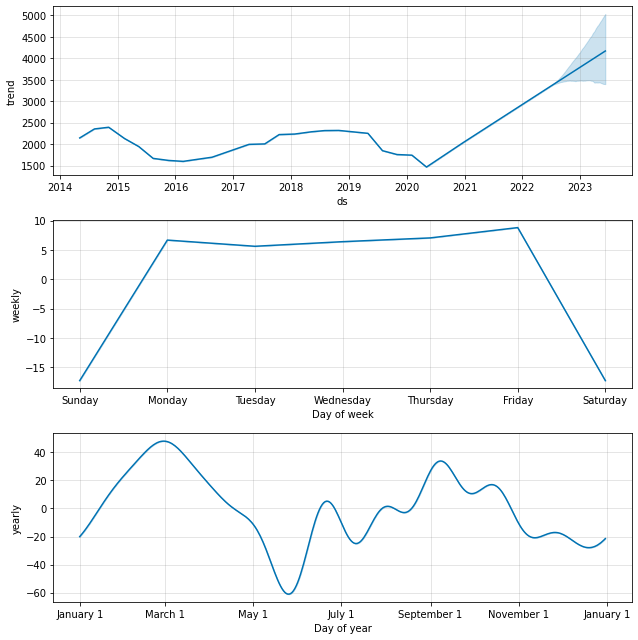 5000
4500
4000
3500
3000
2500
2000
1500
trend
2014 2015 2016 2017 2018 2019 2020 2021 2022 2023
ds
10
5
0
−5
−10
−15
weekly
Sunday Monday Tuesday Wednesday Thursday Friday Saturday
Day of week
40
20
0
−20
−40
−60
yearly
January 1 March 1 May 1 July 1 September 1 November 1 January 1
Day of year